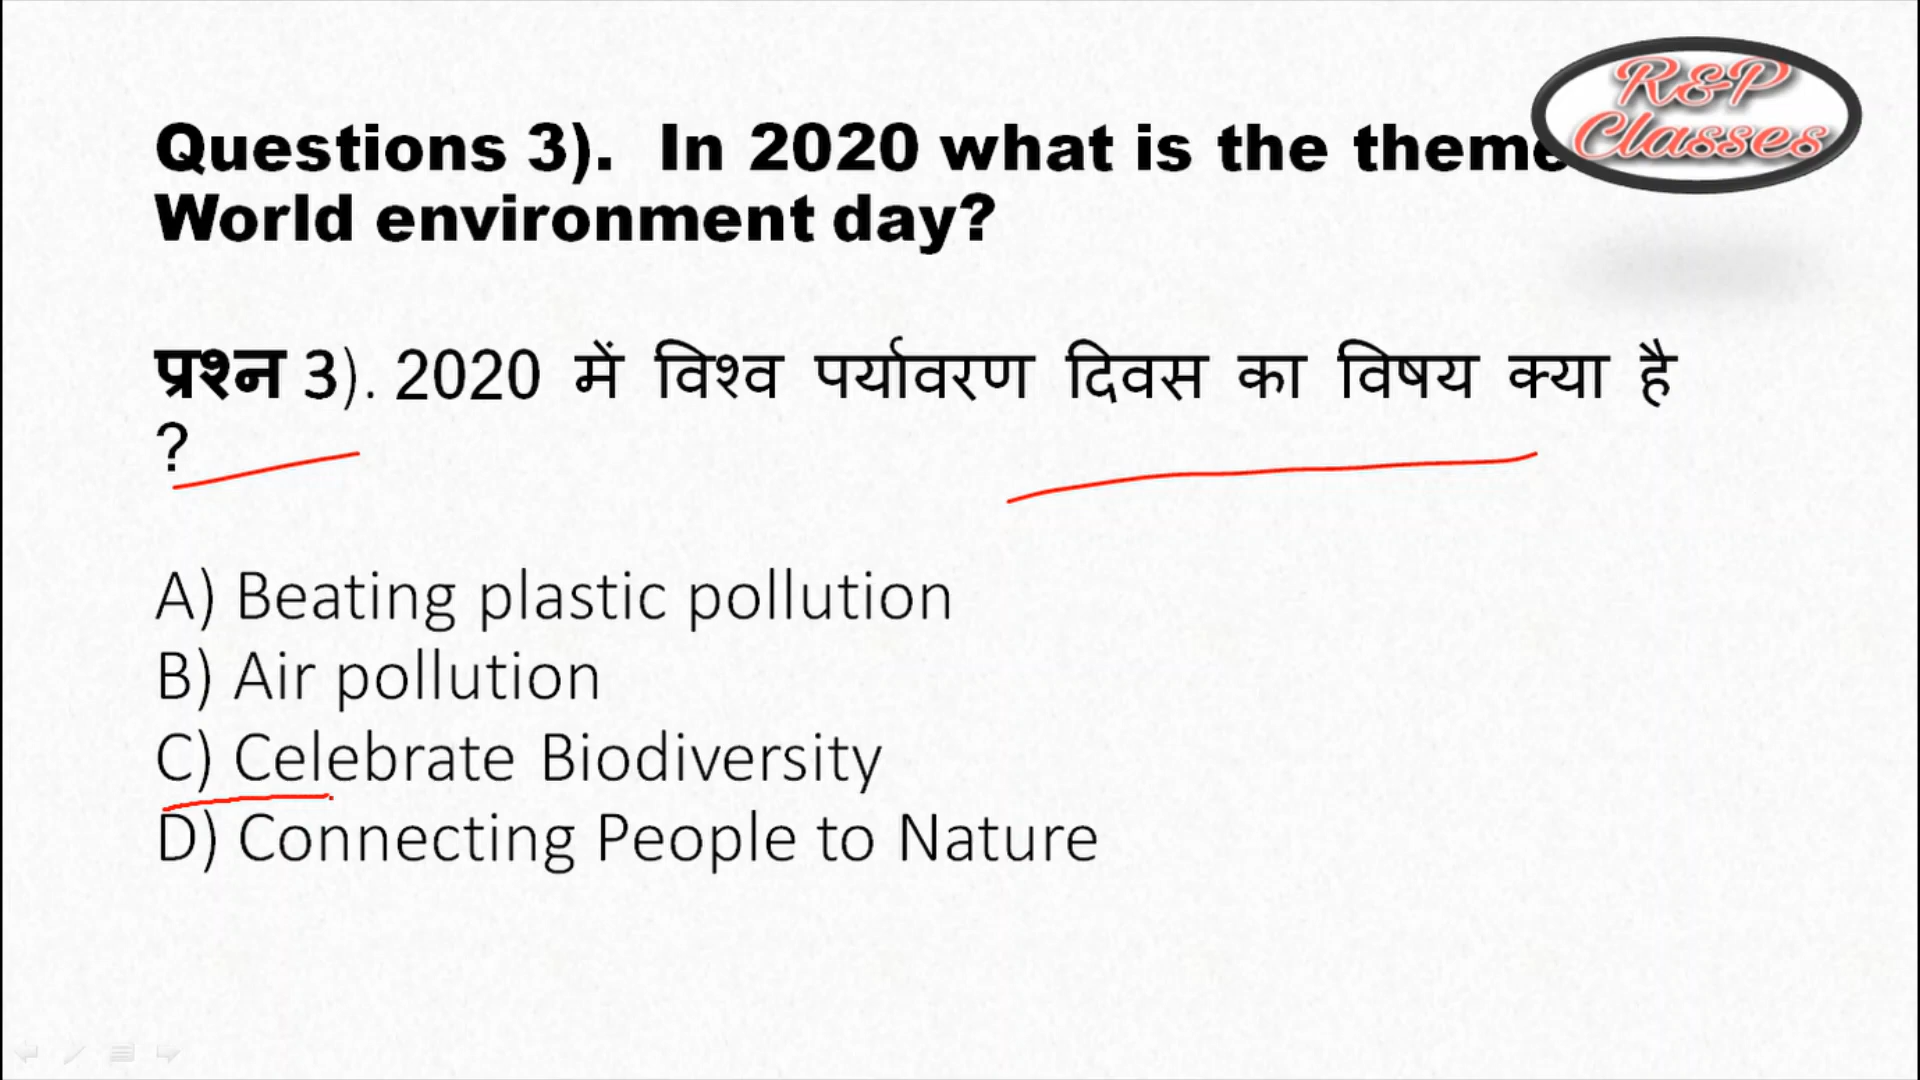 R&P
Classes
Questions 3). In 2020 what is the theme
World environment day?
प्रश्न 3). 2020 में विश्व पर्यावरण दिवस का विषय क्या है
?
A) Beating plastic pollution
B) Air pollution
C) Celebrate Biodiversity
D) Connecting People to Nature